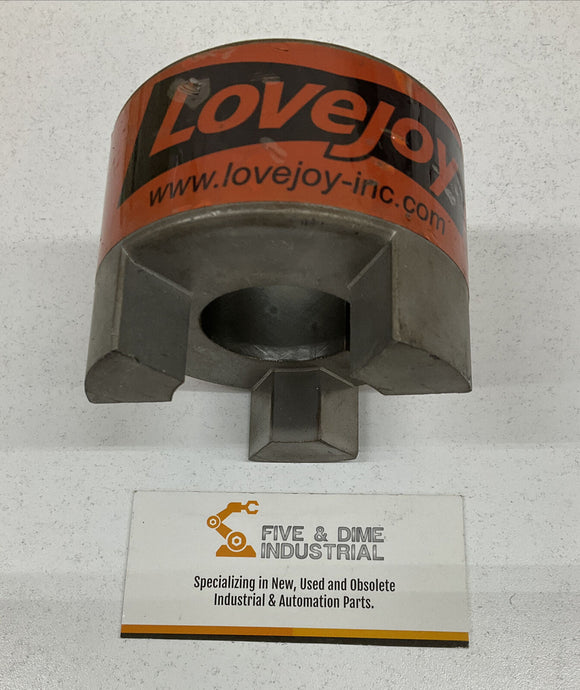 Lovejoy
www.lovejoy-inc.com
FIVE & DIME
INDUSTRIAL
Specializing in New, Used and Obsolete
Industrial & Automation Parts.